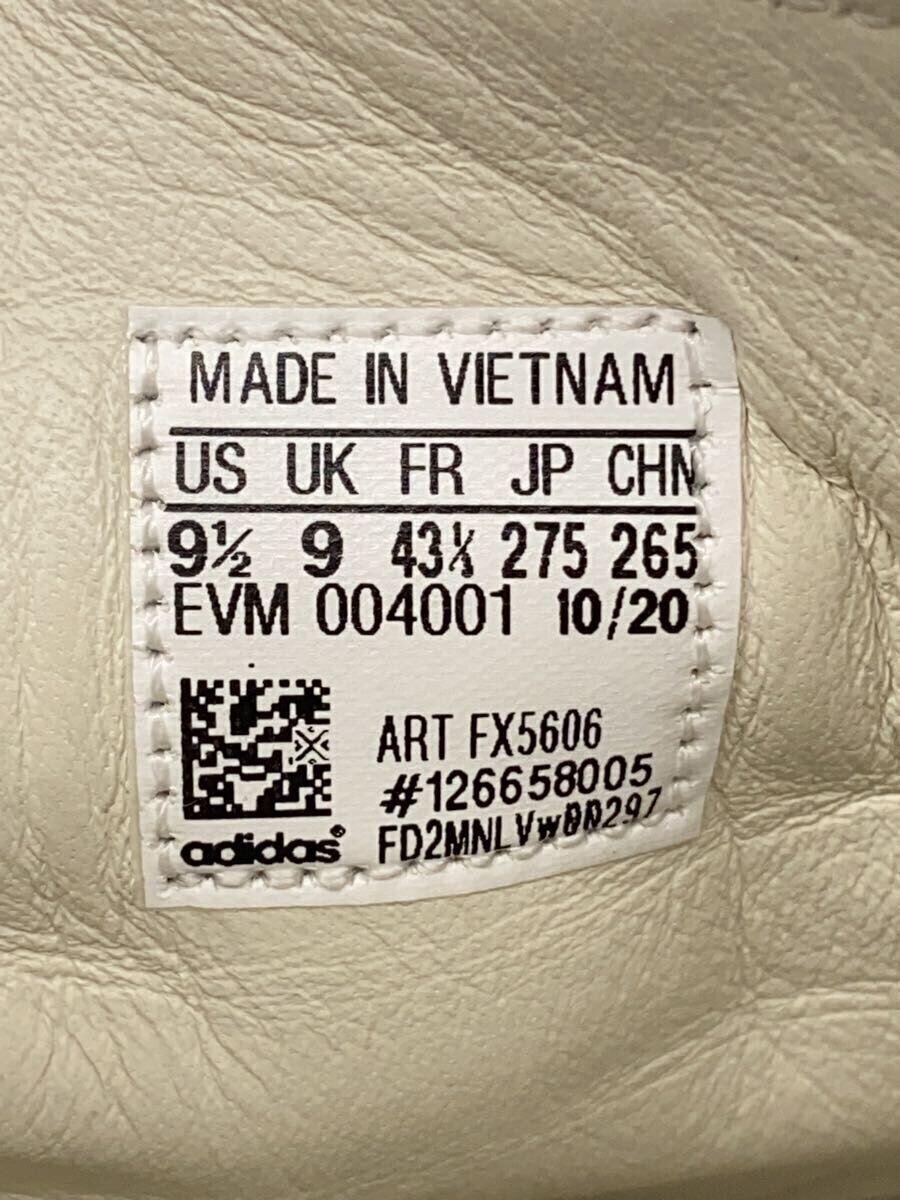 MADE IN VIETNAM
US UK FR JP CHN
9½ 9 43⅓ 275 265
EVM 004001 10/20
ART FX5606
#126658005
adidas®